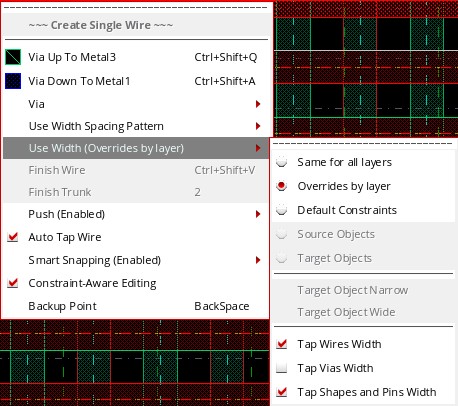 ~~~ Create Single Wire ~~~
Via Up To Metal3 Ctrl+Shift+Q
Via Down To Metal1 Ctrl+Shift+A
Via
Use Width Spacing Pattern
Use Width (Overrides by layer)
Finish Wire Ctrl+Shift+V
Finish Trunk 2
Push (Enabled)
Auto Tap Wire
Smart Snapping (Enabled)
Constraint-Aware Editing
Backup Point BackSpace
Same for all layers
Overrides by layer
Default Constraints
Source Objects
Target Objects
Target Object Narrow
Target Object Wide
Tap Wires Width
Tap Vias Width
Tap Shapes and Pins Width